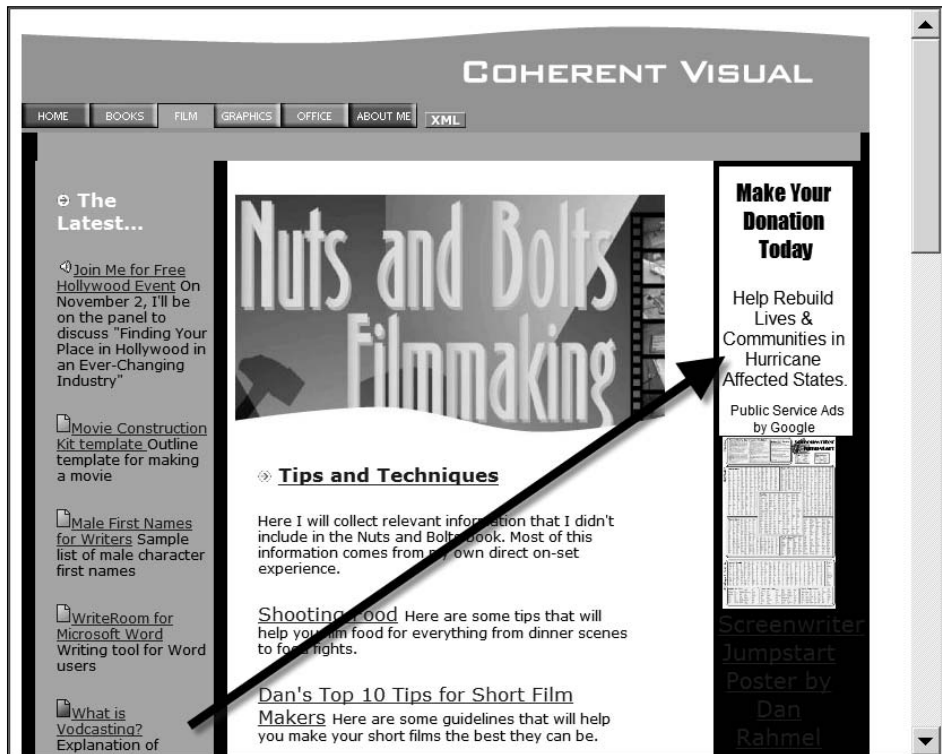 COHERENT VISUAL
HOME BOOKS FILM GRAPHICS OFFICE ABOUT ME XML
The
Latest...
Join Me for Free
Hollywood Event On
November 2, I'll be
on the panel to
discuss "Finding Your
Place in Hollywood in
an Ever-Changing
Industry"
Movie Construction
Kit template Outline
template for making
a movie
Male First Names
for Writers Sample
list of male character
first names
WriteRoom for
Microsoft Word
Writing tool for Word
users
What is
Vodcasting?
Explanation of
Nuts and Bolts
Filmmaking
Tips and Techniques
Here I will collect relevant information that I didn't
include in the Nuts and Bolts book. Most of this
information comes from my own direct on-set
experience.
Shooting Food Here are some tips that will
help you film food for everything from dinner scenes
to food fights.
Dan's Top 10 Tips for Short Film
Makers Here are some guidelines that will help
you make your short films the best they can be.
Make Your
Donation
Today
Help Rebuild
Lives &
Communities in
Hurricane
Affected States.
Public Service Ads
by Google
Screenwriter
Jumpstart
Poster by
Dan
Rahmel